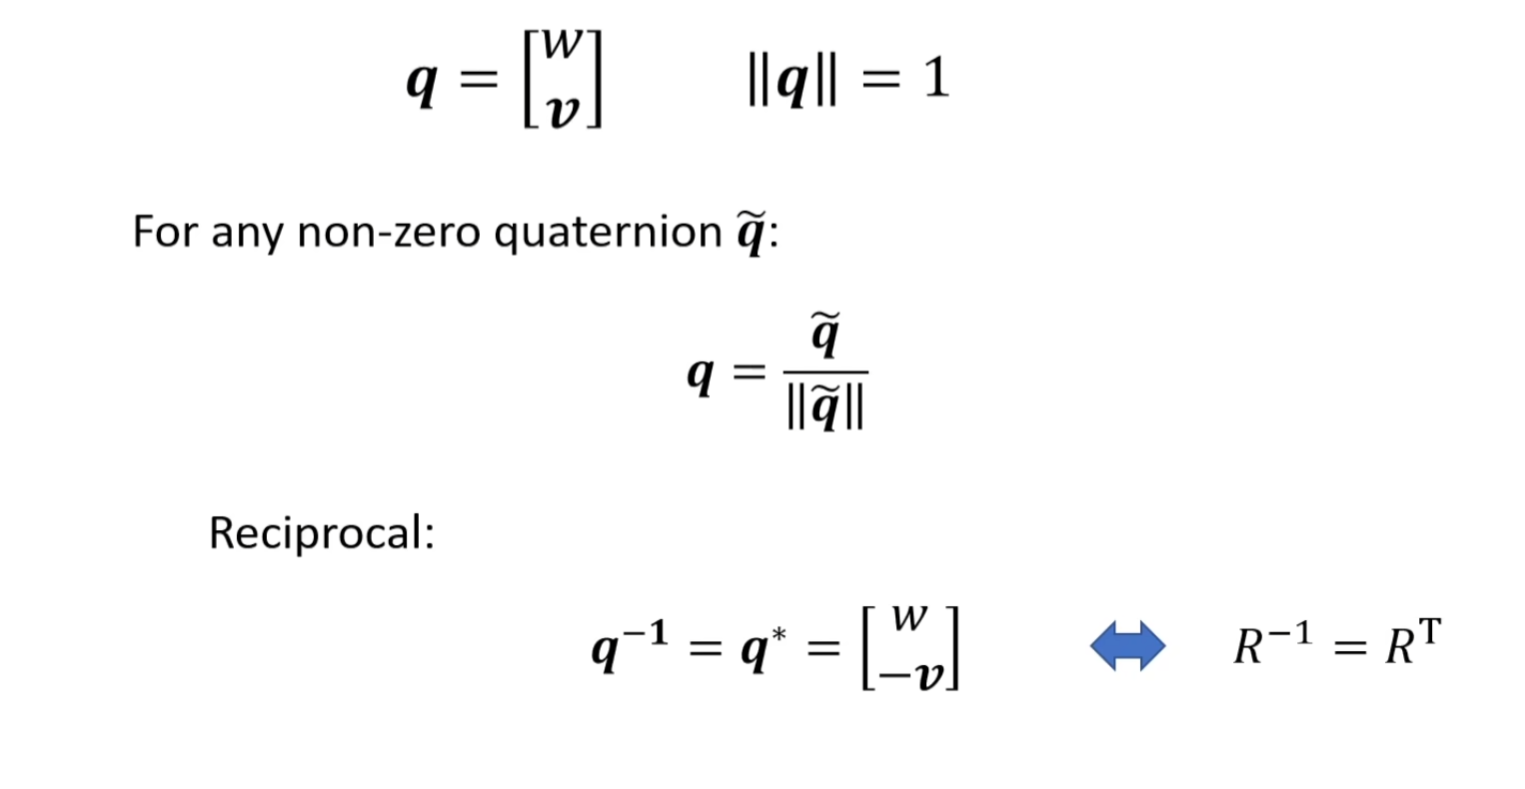 q = [w v] ‖q‖ = 1
For any non-zero quaternion q̃:
q = q̃ / ‖q̃‖
Reciprocal:
q⁻¹ = q* = [w −v] R⁻¹ = Rᵀ